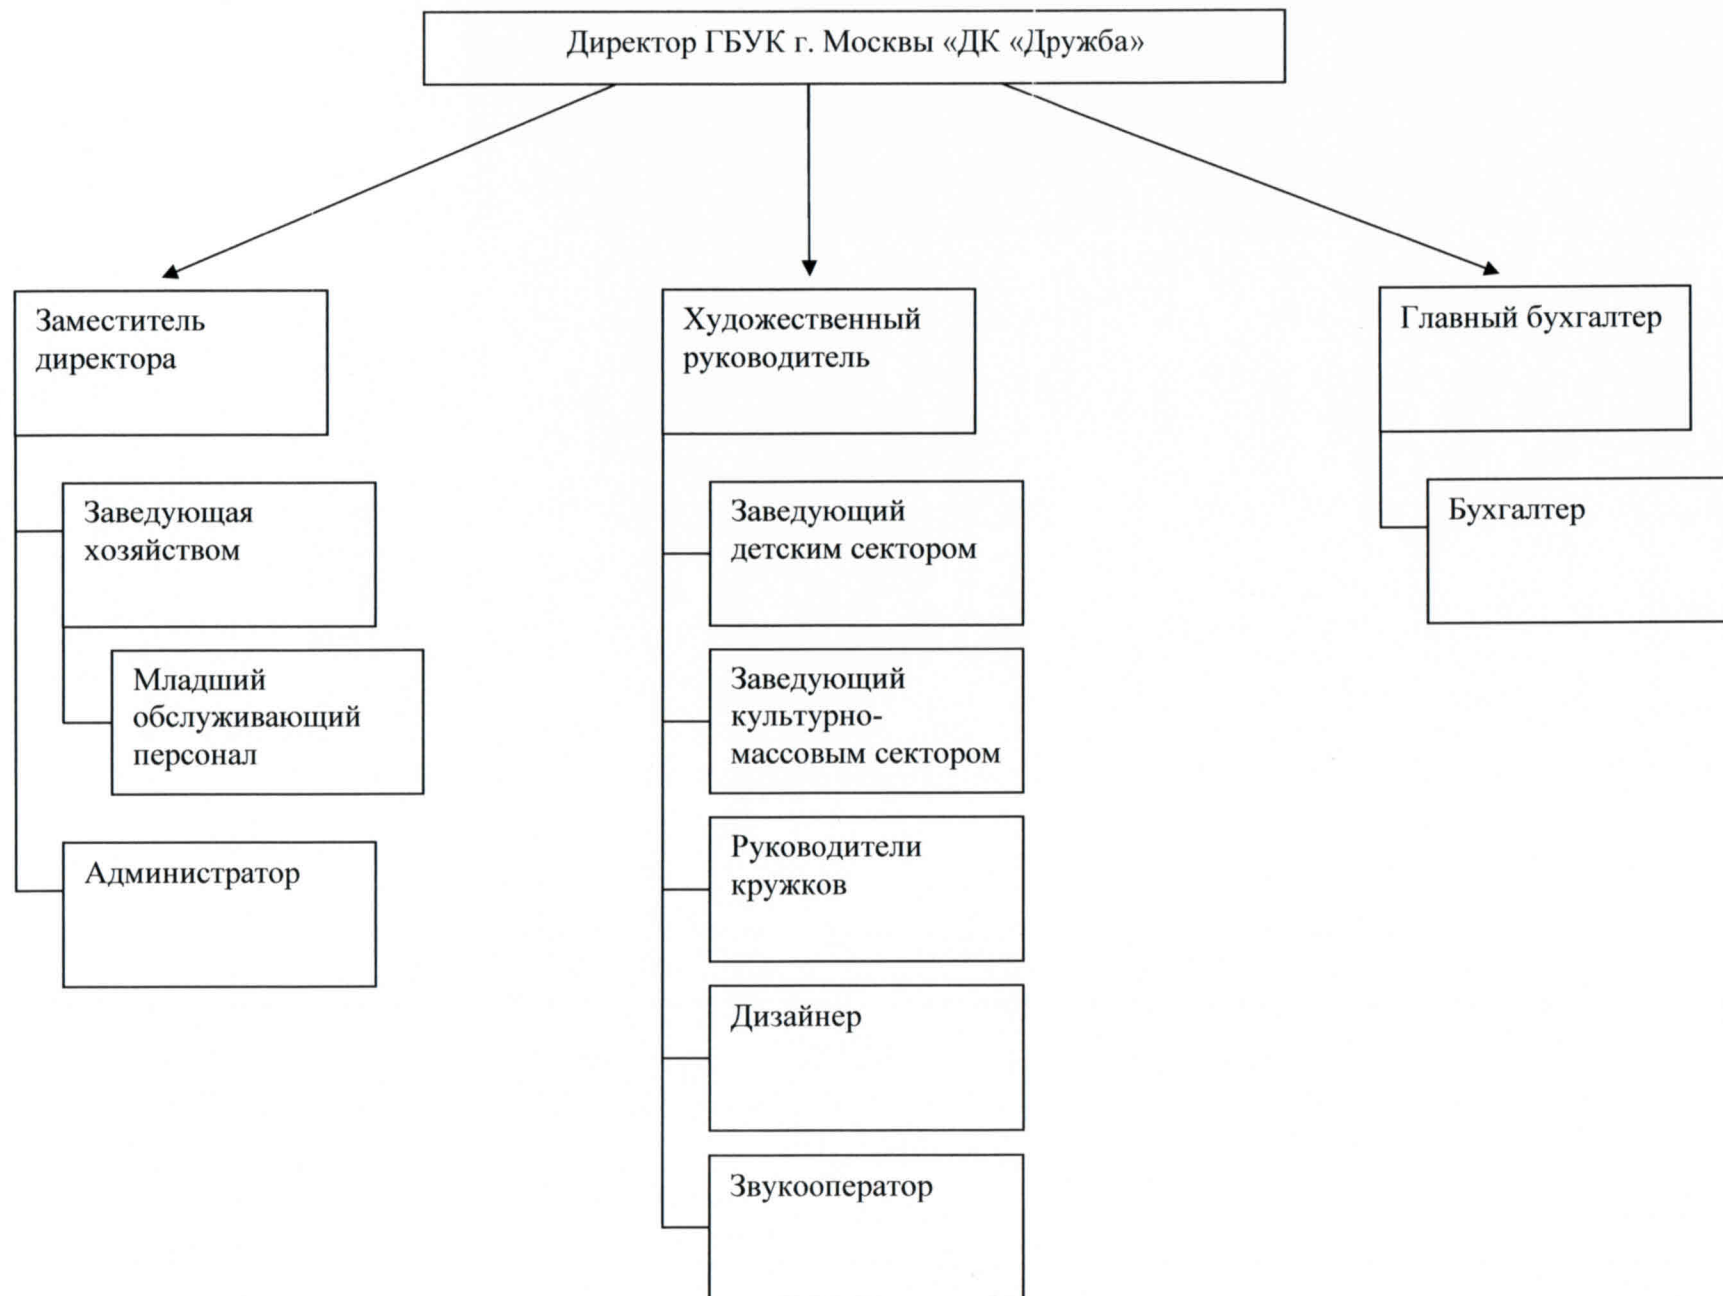 Директор ГБУК г. Москвы «ДК «Дружба»
Заместитель
директора
Заведующая
хозяйством
Младший
обслуживающий
персонал
Администратор
Художественный
руководитель
Заведующий
детским сектором
Заведующий
культурно-
массовым сектором
Руководители
кружков
Дизайнер
Звукооператор
Главный бухгалтер
Бухгалтер